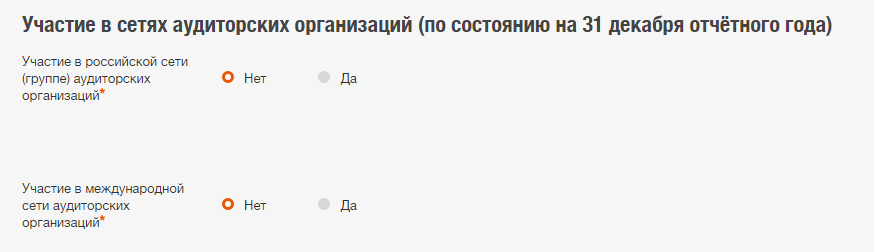 Участие в сетях аудиторских организаций (по состоянию на 31 декабря отчётного года)
Участие в российской сети
(группе) аудиторских
организаций*
Нет
Да
Участие в международной
сети аудиторских
организаций*
Нет
Да